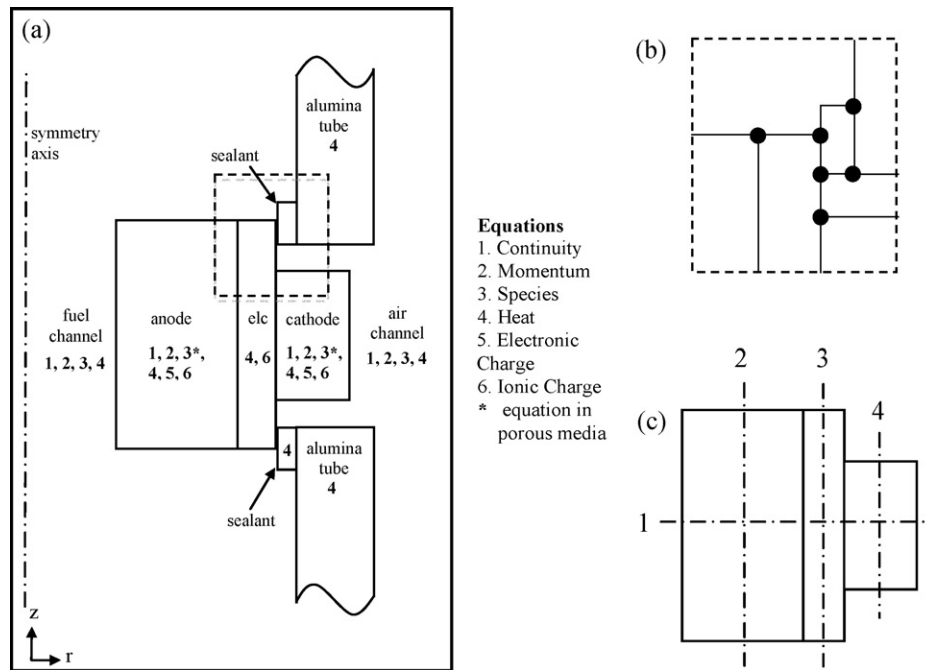 (a)
symmetry
axis
sealant
alumina
tube
4
fuel
channel
1, 2, 3, 4
anode
1, 2, 3*,
4, 5, 6
elc
4, 6
cathode
1, 2, 3*,
4, 5, 6
air
channel
1, 2, 3, 4
4
alumina
tube
4
sealant
z
r
Equations
1. Continuity
2. Momentum
3. Species
4. Heat
5. Electronic
Charge
6. Ionic Charge
* equation in
porous media
(b)
(c)
2
3
4
1